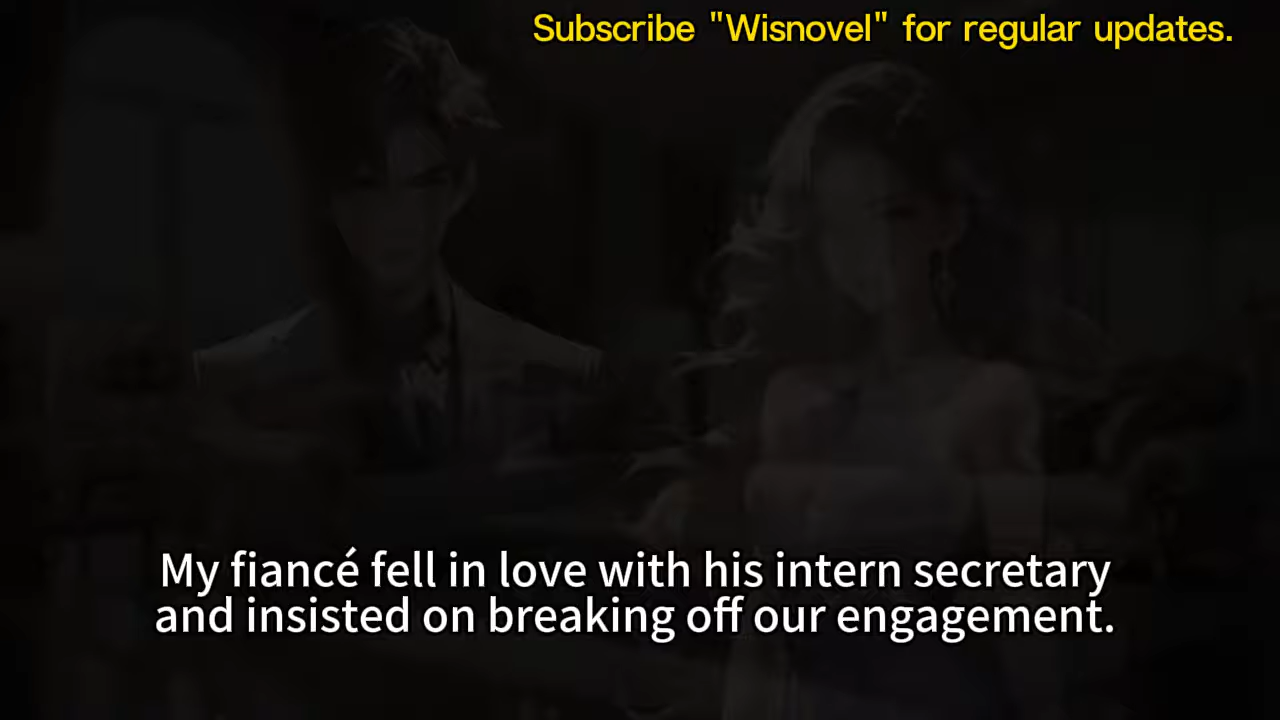 Subscribe "Wisnovel" for regular updates.
My fiancé fell in love with his intern secretary
and insisted on breaking off our engagement.